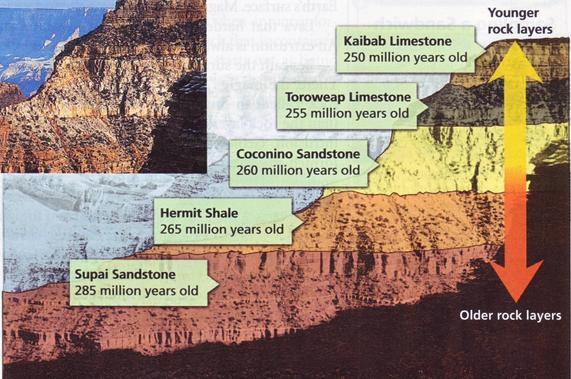 Younger
rock layers
Kaibab Limestone
250 million years old
Toroweap Limestone
255 million years old
Coconino Sandstone
260 million years old
Hermit Shale
265 million years old
Supai Sandstone
285 million years old
Older rock layers